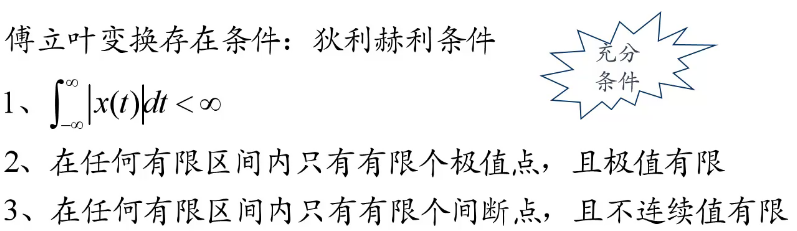 傅立叶变换存在条件：狄利赫利条件
充分
条件
1、∫_{-∞}^{∞}|x(t)|dt<∞
2、在任何有限区间内只有有限个极值点，且极值有限
3、在任何有限区间内只有有限个间断点，且不连续值有限